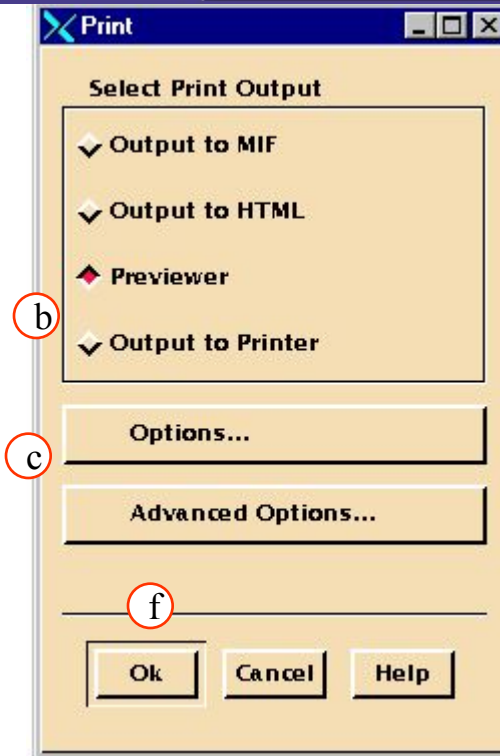 Print
Select Print Output
Output to MIF
Output to HTML
Previewer
b
Output to Printer
Options...
c
Advanced Options...
f
Ok Cancel Help